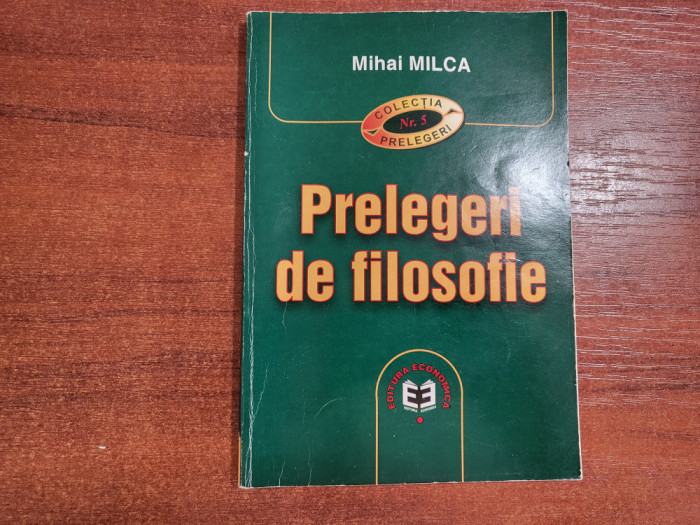 Mihai MILCA
COLECȚIA
Nr. 5
PRELEGERI
Prelegeri
de filosofie
EDITURA ECONOMICĂ